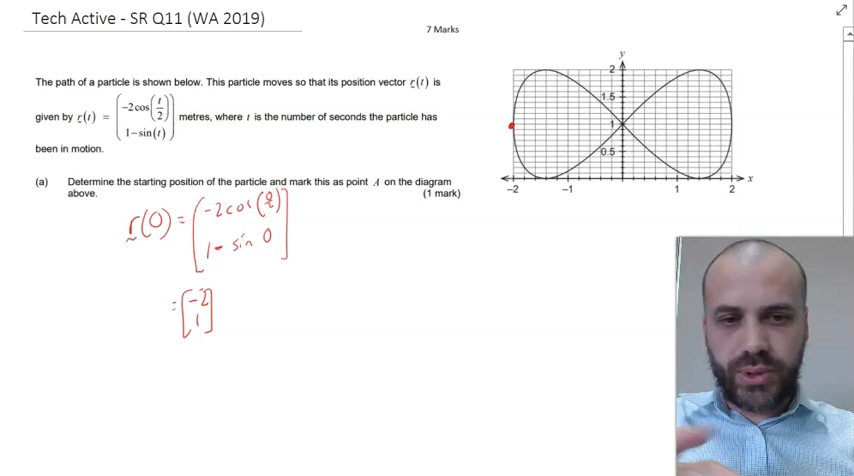 Tech Active - SR Q11 (WA 2019)
7 Marks
The path of a particle is shown below. This particle moves so that its position vector r(t) is
given by r(t) = (-2cos(t/2), 1-sin(t)) metres, where t is the number of seconds the particle has
been in motion.
(a) Determine the starting position of the particle and mark this as point A on the diagram
above. (1 mark)
r(0) = [-2cos(0/2), 1-sin 0]
= [-2, 1]
y
2
1.5
1
0.5
-2 -1 1 2 x